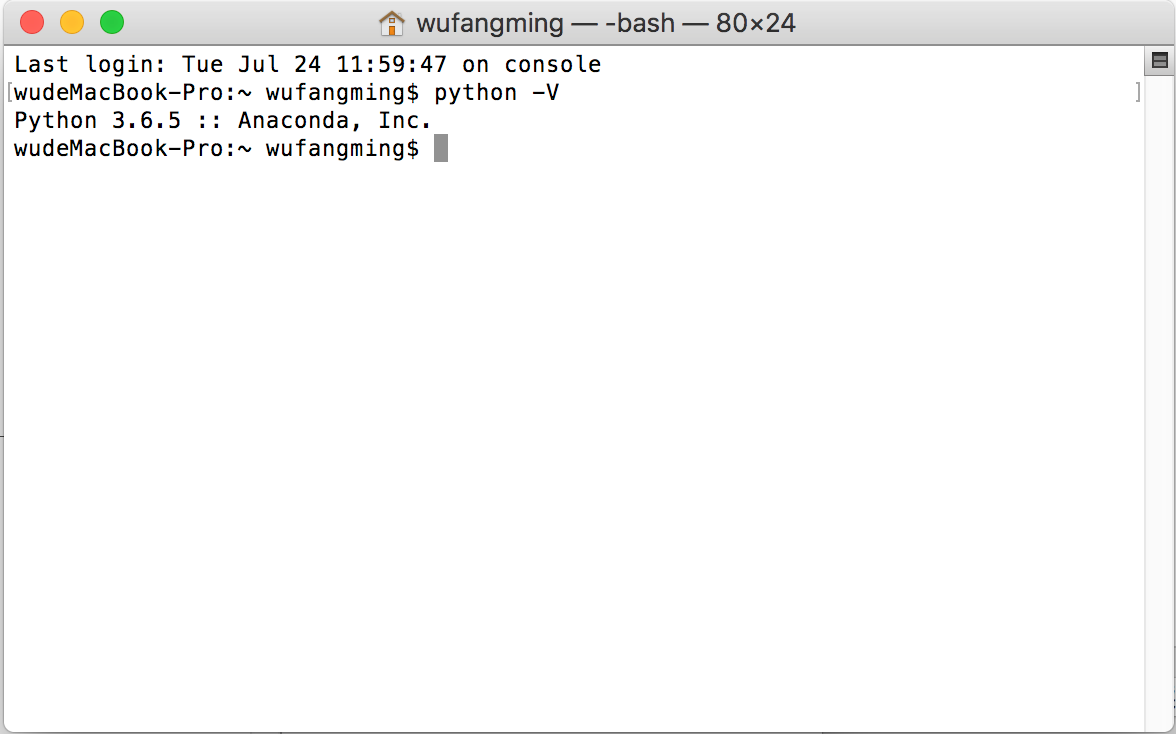 wufangming — -bash — 80×24
Last login: Tue Jul 24 11:59:47 on console
[wudeMacBook-Pro:~ wufangming$ python -V ]
Python 3.6.5 :: Anaconda, Inc.
wudeMacBook-Pro:~ wufangming$